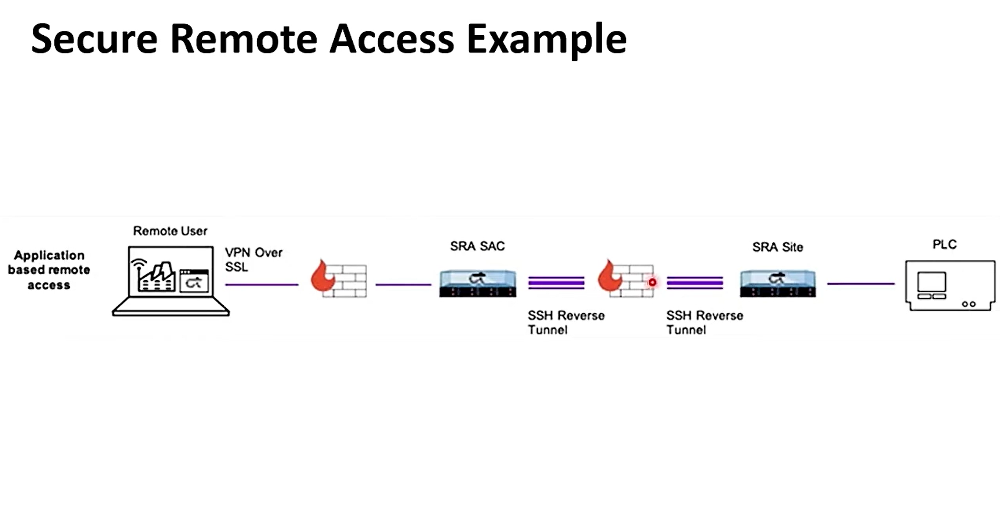 Secure Remote Access Example
Application
based remote
access
Remote User
VPN Over
SSL
SRA SAC
SSH Reverse
Tunnel
SSH Reverse
Tunnel
SRA Site
PLC